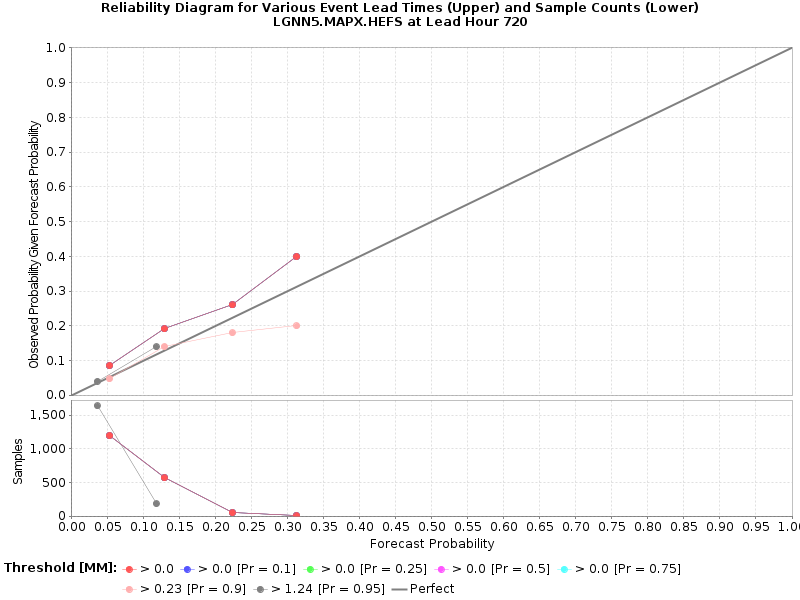 Reliability Diagram for Various Event Lead Times (Upper) and Sample Counts (Lower)
LGNN5.MAPX.HEFS at Lead Hour 720
Observed Probability Given Forecast Probability
1.0
0.9
0.8
0.7
0.6
0.5
0.4
0.3
0.2
0.1
0.0
Samples
1,500
1,000
500
0
0.00 0.05 0.10 0.15 0.20 0.25 0.30 0.35 0.40 0.45 0.50 0.55 0.60 0.65 0.70 0.75 0.80 0.85 0.90 0.95 1.0
Forecast Probability
Threshold [MM]: > 0.0 > 0.0 [Pr = 0.1] > 0.0 [Pr = 0.25] > 0.0 [Pr = 0.5] > 0.0 [Pr = 0.75]
> 0.23 [Pr = 0.9] > 1.24 [Pr = 0.95] Perfect